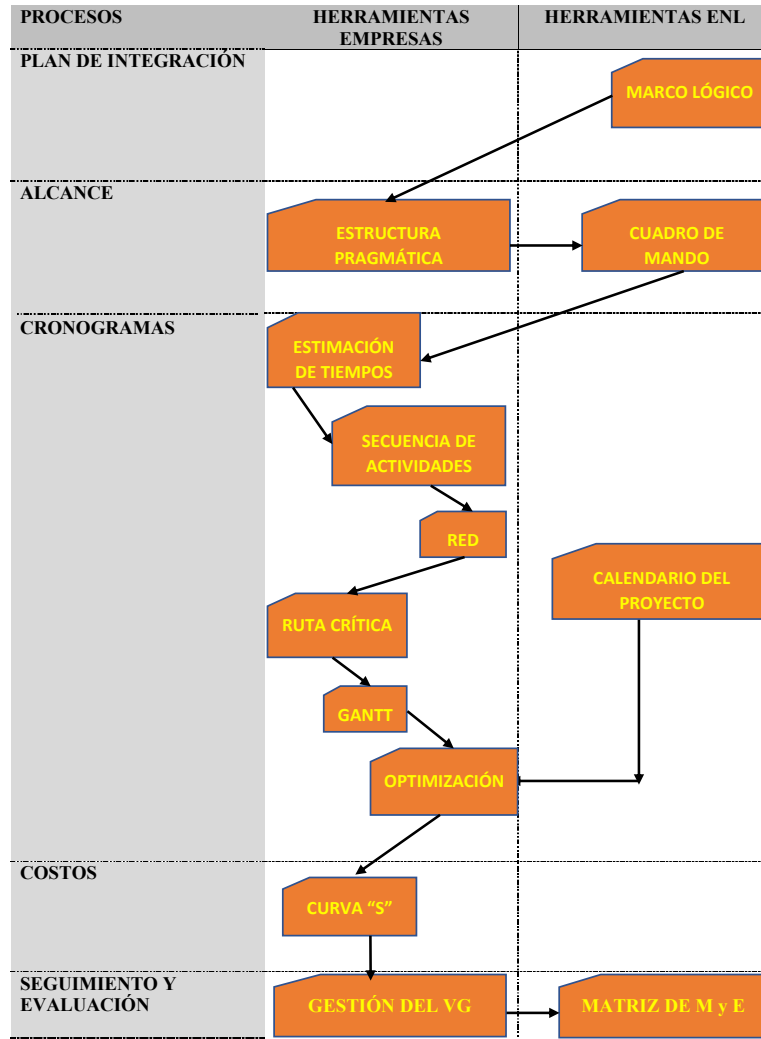 PROCESOS
HERRAMIENTAS
EMPRESAS
HERRAMIENTAS ENL
PLAN DE INTEGRACIÓN
MARCO LÓGICO
ALCANCE
ESTRUCTURA
PRAGMÁTICA
CUADRO DE
MANDO
CRONOGRAMAS
ESTIMACIÓN
DE TIEMPOS
SECUENCIA DE
ACTIVIDADES
RED
CALENDARIO DEL
PROYECTO
RUTA CRÍTICA
GANTT
OPTIMIZACIÓN
COSTOS
CURVA “S”
SEGUIMIENTO Y
EVALUACIÓN
GESTIÓN DEL VG
MATRIZ DE M y E